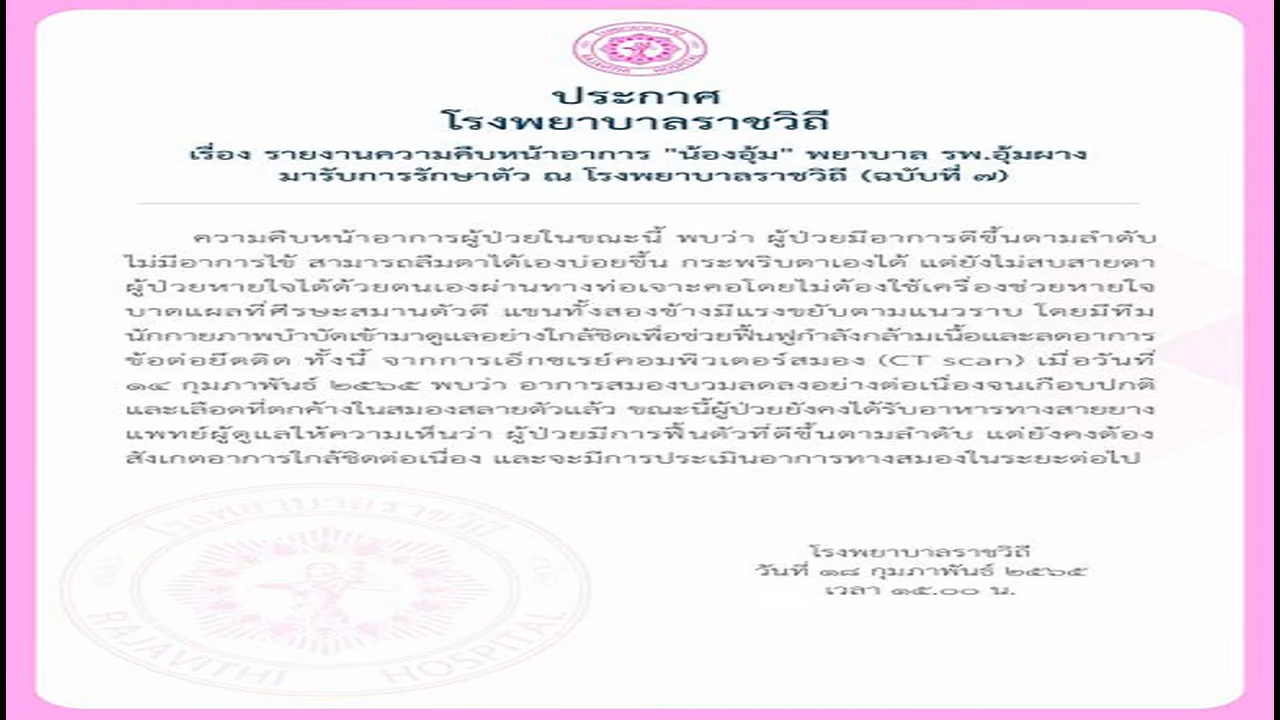 โรงพยาบาลราชวิถี
RAJAVITHI HOSPITAL
ประกาศ
โรงพยาบาลราชวิถี
เรื่อง รายงานความคืบหน้าอาการ "น้องอุ้ม" พยาบาล รพ.อุ้มผาง
มารับการรักษาตัว ณ โรงพยาบาลราชวิถี (ฉบับที่ ๗)
ความคืบหน้าอาการผู้ป่วยในขณะนี้ พบว่า ผู้ป่วยมีอาการดีขึ้นตามลำดับ
ไม่มีอาการไข้ สามารถลืมตาได้เองบ่อยขึ้น กระพริบตาเองได้ แต่ยังไม่สบสายตา
ผู้ป่วยหายใจได้ด้วยตนเองผ่านทางท่อเจาะคอโดยไม่ต้องใช้เครื่องช่วยหายใจ
บาดแผลที่ศีรษะสมานตัวดี แขนทั้งสองข้างมีแรงขยับตามแนวราบ โดยมีทีม
นักกายภาพบำบัดเข้ามาดูแลอย่างใกล้ชิดเพื่อช่วยฟื้นฟูกำลังกล้ามเนื้อและลดอาการ
ข้อต่อยึดติด ทั้งนี้ จากการเอ็กซเรย์คอมพิวเตอร์สมอง (CT scan) เมื่อวันที่
๑๔ กุมภาพันธ์ ๒๕๖๕ พบว่า อาการสมองบวมลดลงอย่างต่อเนื่องจนเกือบปกติ
และเลือดที่ตกค้างในสมองสลายตัวแล้ว ขณะนี้ผู้ป่วยยังคงได้รับอาหารทางสายยาง
แพทย์ผู้ดูแลให้ความเห็นว่า ผู้ป่วยมีการฟื้นตัวที่ดีขึ้นตามลำดับ แต่ยังคงต้อง
สังเกตอาการใกล้ชิดต่อเนื่อง และจะมีการประเมินอาการทางสมองในระยะต่อไป
โรงพยาบาลราชวิถี
วันที่ ๑๘ กุมภาพันธ์ ๒๕๖๕
เวลา ๑๕.๐๐ น.
โรงพยาบาลราชวิถี
RAJAVITHI HOSPITAL